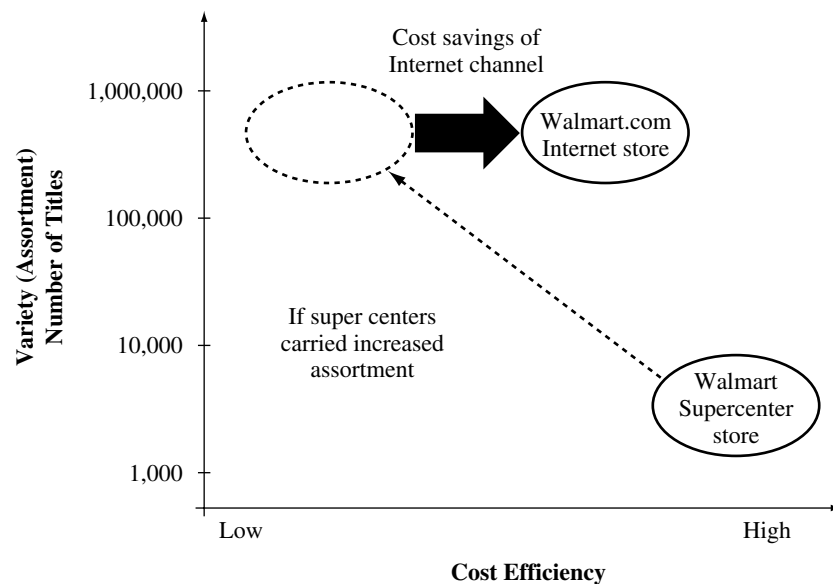 Cost savings of
Internet channel
1,000,000
Walmart.com
Internet store
100,000
Variety (Assortment)
Number of Titles
If super centers
carried increased
assortment
10,000
Walmart
Supercenter
store
1,000
Low
High
Cost Efficiency